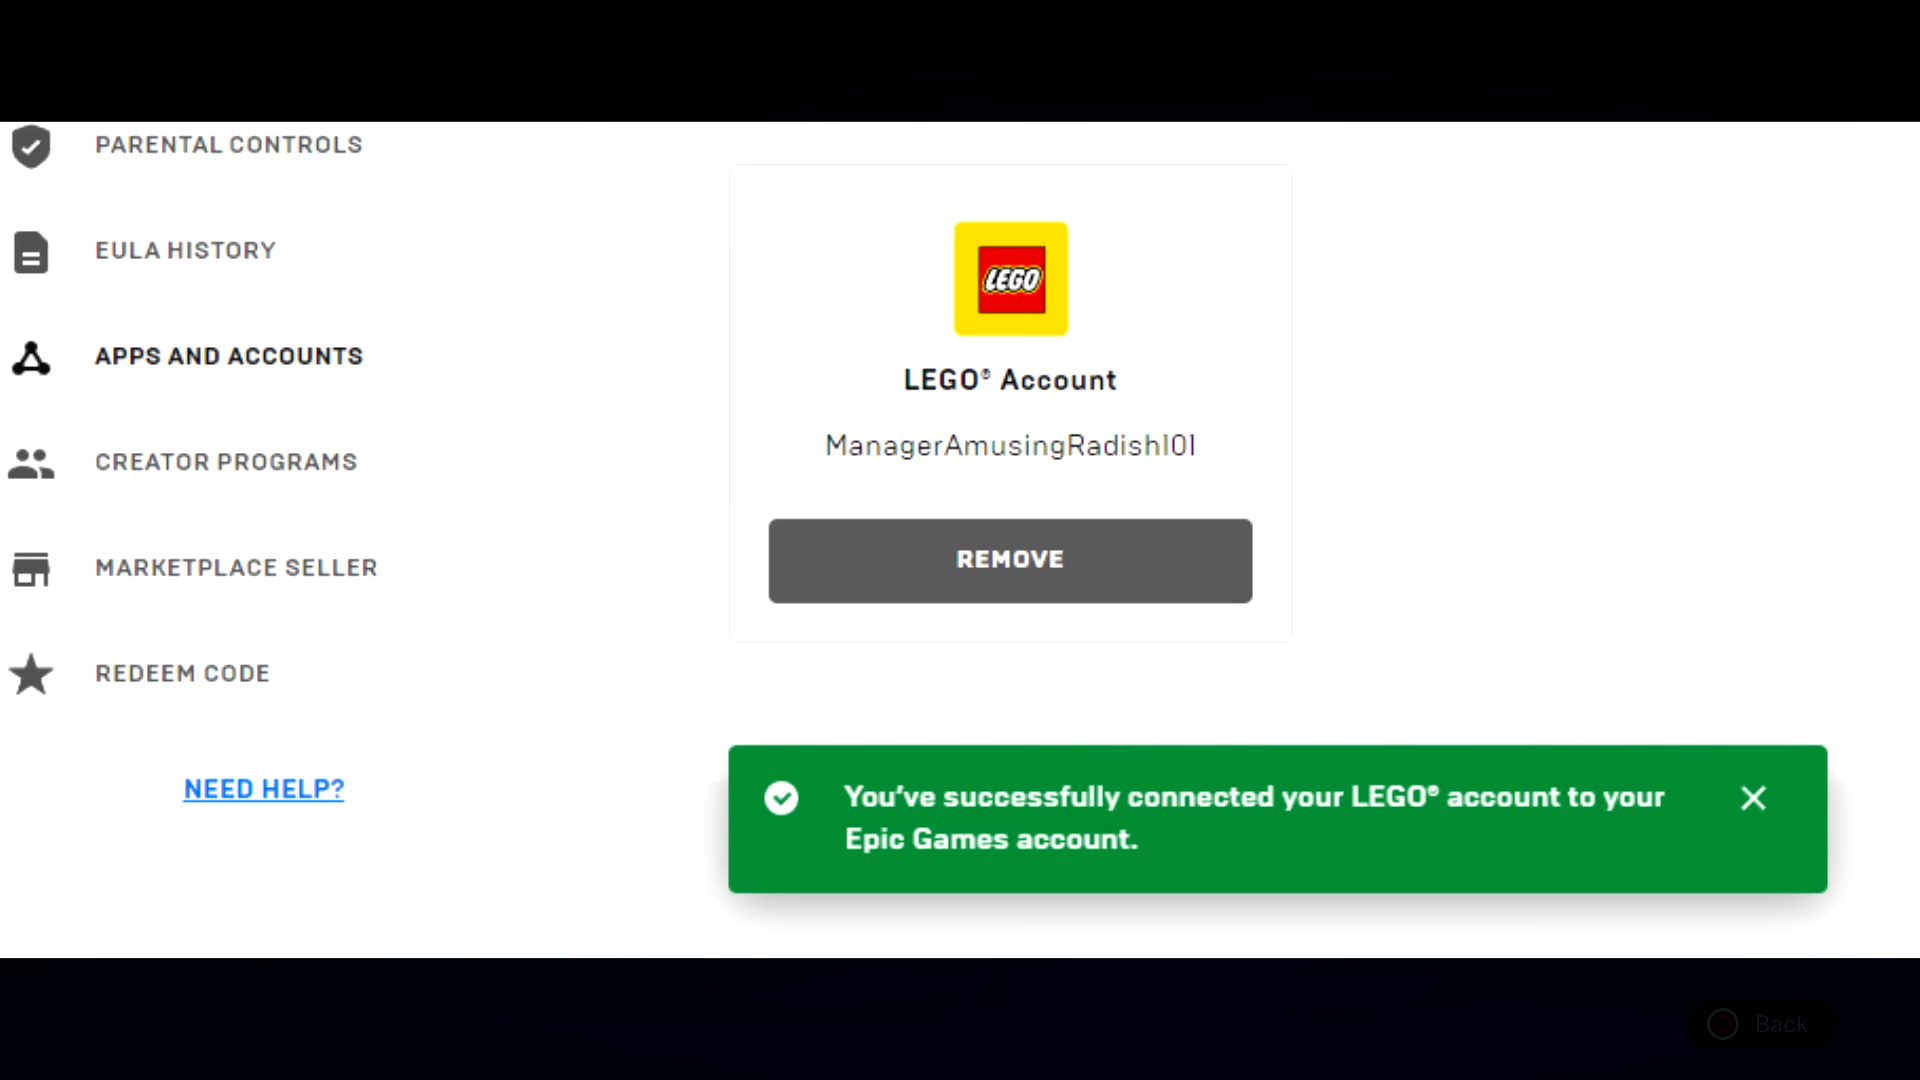 PARENTAL CONTROLS
EULA HISTORY
APPS AND ACCOUNTS
CREATOR PROGRAMS
MARKETPLACE SELLER
REDEEM CODE
NEED HELP?
LEGO
LEGO® Account
ManagerAmusingRadish101
REMOVE
You've successfully connected your LEGO® account to your
Epic Games account.
Back